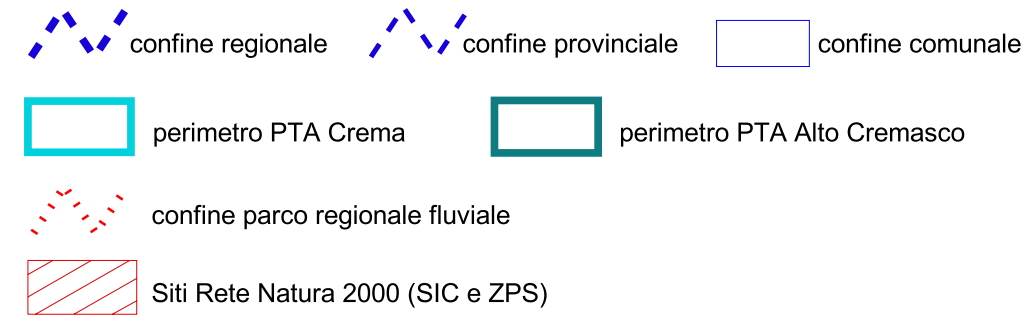 confine regionale confine provinciale confine comunale
perimetro PTA Crema perimetro PTA Alto Cremasco
confine parco regionale fluviale
Siti Rete Natura 2000 (SIC e ZPS)